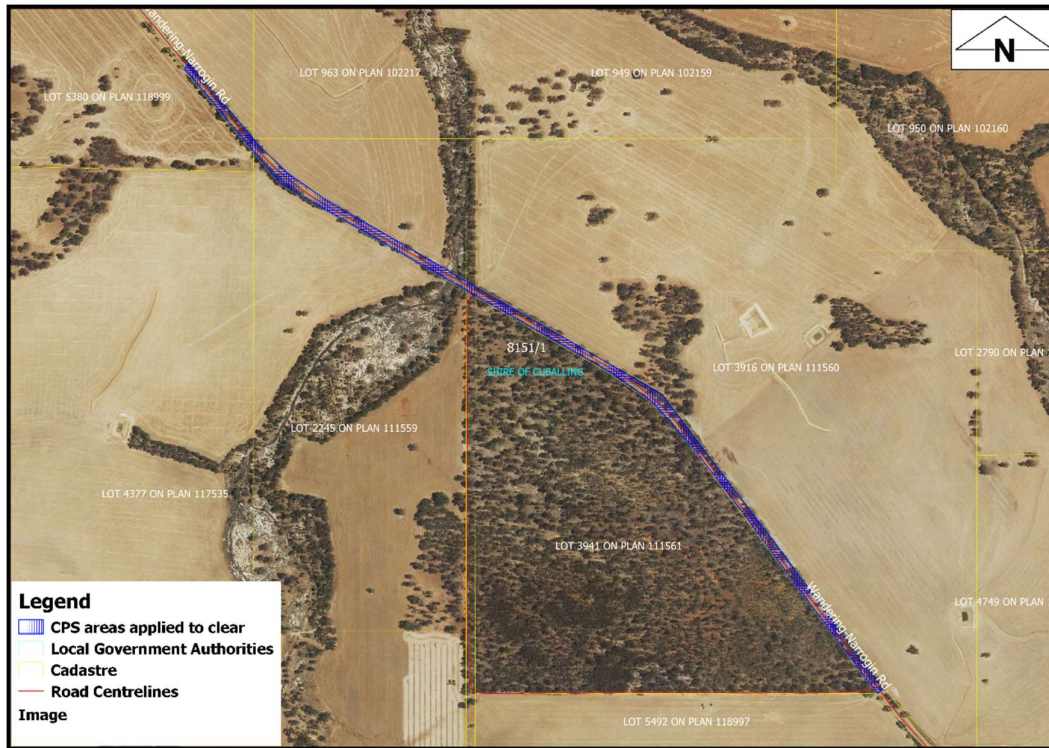 Wandering-Narrogin Rd
N
LOT 963 ON PLAN 102217
LOT 949 ON PLAN 102159
LOT 5380 ON PLAN 118999
LOT 950 ON PLAN 102160
8151/1
SHIRE OF CUBALLING
LOT 2790 ON PLAN
LOT 3916 ON PLAN 111560
LOT 2245 ON PLAN 111559
LOT 4377 ON PLAN 117535
LOT 3941 ON PLAN 111561
Wandering-Narrogin Rd
LOT 4749 ON PLAN
Legend
CPS areas applied to clear
Local Government Authorities
Cadastre
Road Centrelines
Image
LOT 5492 ON PLAN 118997